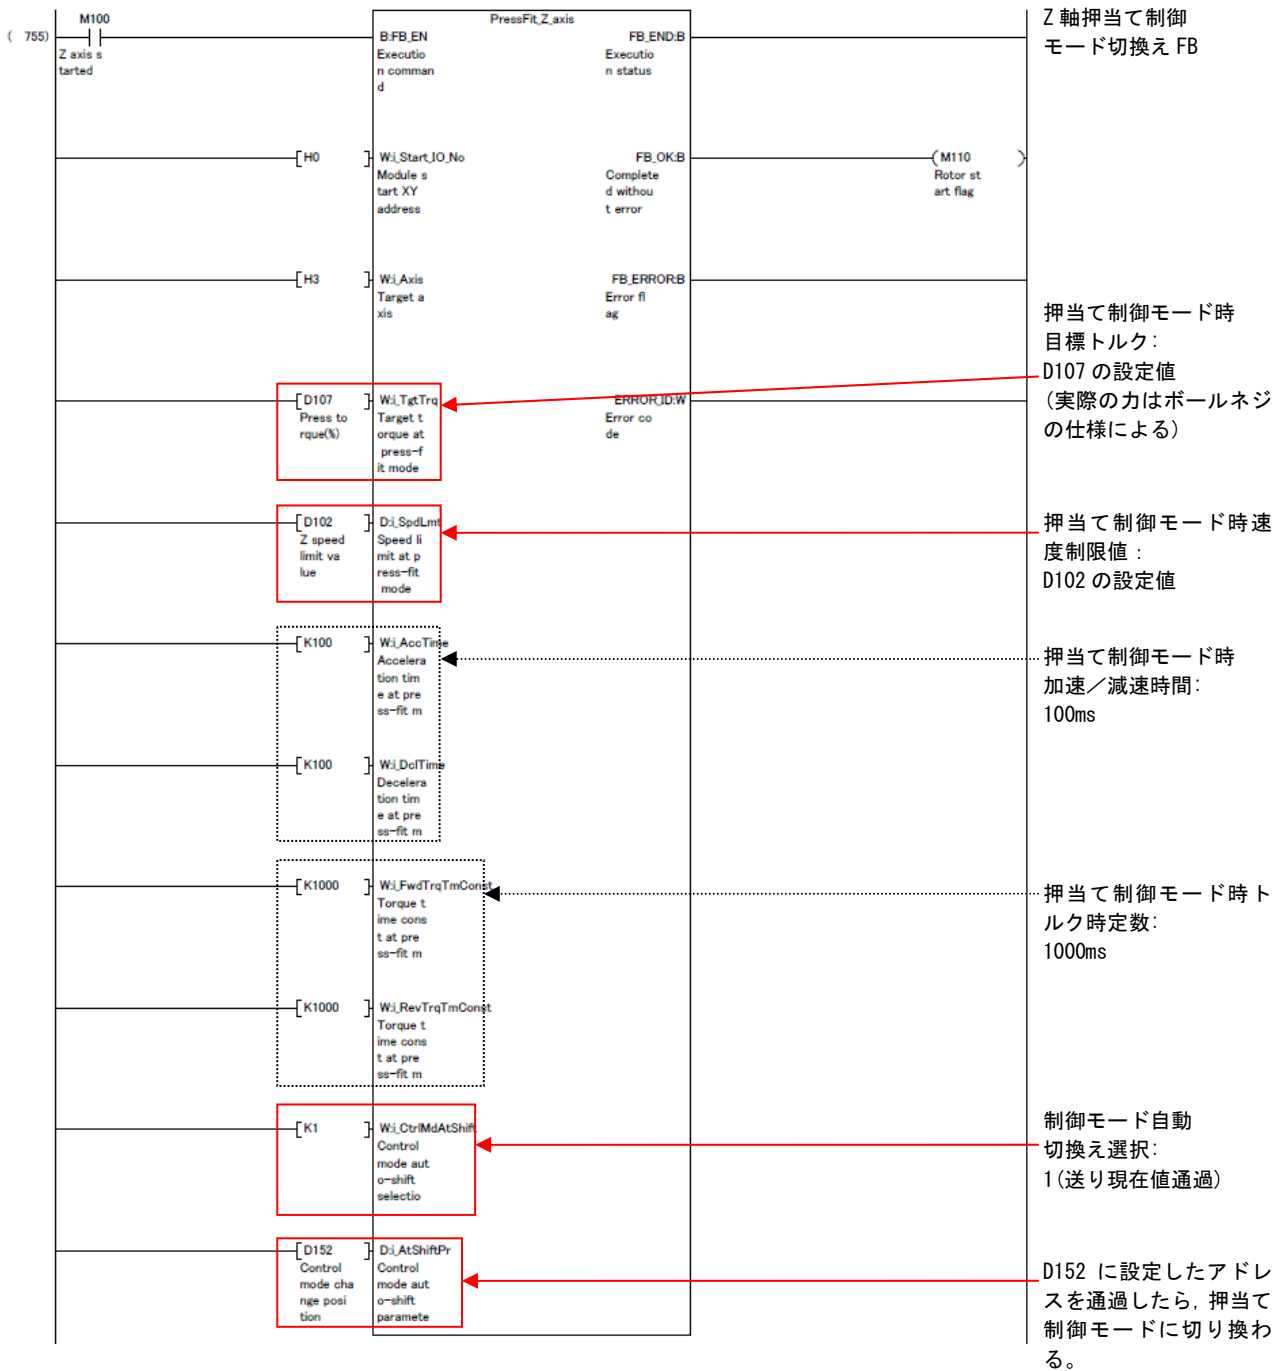 M100
PressFit_Z_axis
Z 軸押当て制御
モード切換え FB
( 755)
B:FB_EN
FB_END:B
Z axis s
tarted
Executio
n comman
d
Executio
n status
[ H0 ]
W:i_Start_IO_No
Module s
tart XY
address
FB_OK:B
Complete
d withou
t error
( M110 )
Rotor st
art flag
[ H3 ]
W:i_Axis
Target a
xis
FB_ERROR:B
Error fl
ag
押当て制御モード時
目標トルク:
D107 の設定値
(実際の力はボールネジ
の仕様による)
[ D107 ]
Press to
rque(%)
W:i_TgtTrq
Target t
orque at
press-f
it mode
ERROR_ID:W
Error co
de
[ D102 ]
Z speed
limit va
lue
D:i_SpdLmt
Speed li
mit at p
ress-fit
mode
押当て制御モード時速
度制限値:
D102 の設定値
[ K100 ]
W:i_AccTime
Accelera
tion tim
e at pre
ss-fit m
押当て制御モード時
加速／減速時間:
100ms
[ K100 ]
W:i_DclTime
Decelera
tion tim
e at pre
ss-fit m
[ K1000 ]
W:i_FwdTrqTmConst
Torque t
ime cons
t at pre
ss-fit m
押当て制御モード時ト
ルク時定数:
1000ms
[ K1000 ]
W:i_RevTrqTmConst
Torque t
ime cons
t at pre
ss-fit m
[ K1 ]
W:i_CtrlMdAtShift
Control
mode aut
o-shift
selectio
制御モード自動
切換え選択:
1(送り現在値通過)
[ D152 ]
Control
mode cha
nge posi
tion
D:i_AtShiftPr
Control
mode aut
o-shift
paramete
D152 に設定したアドレ
スを通過したら, 押当て
制御モードに切り換わ
る。